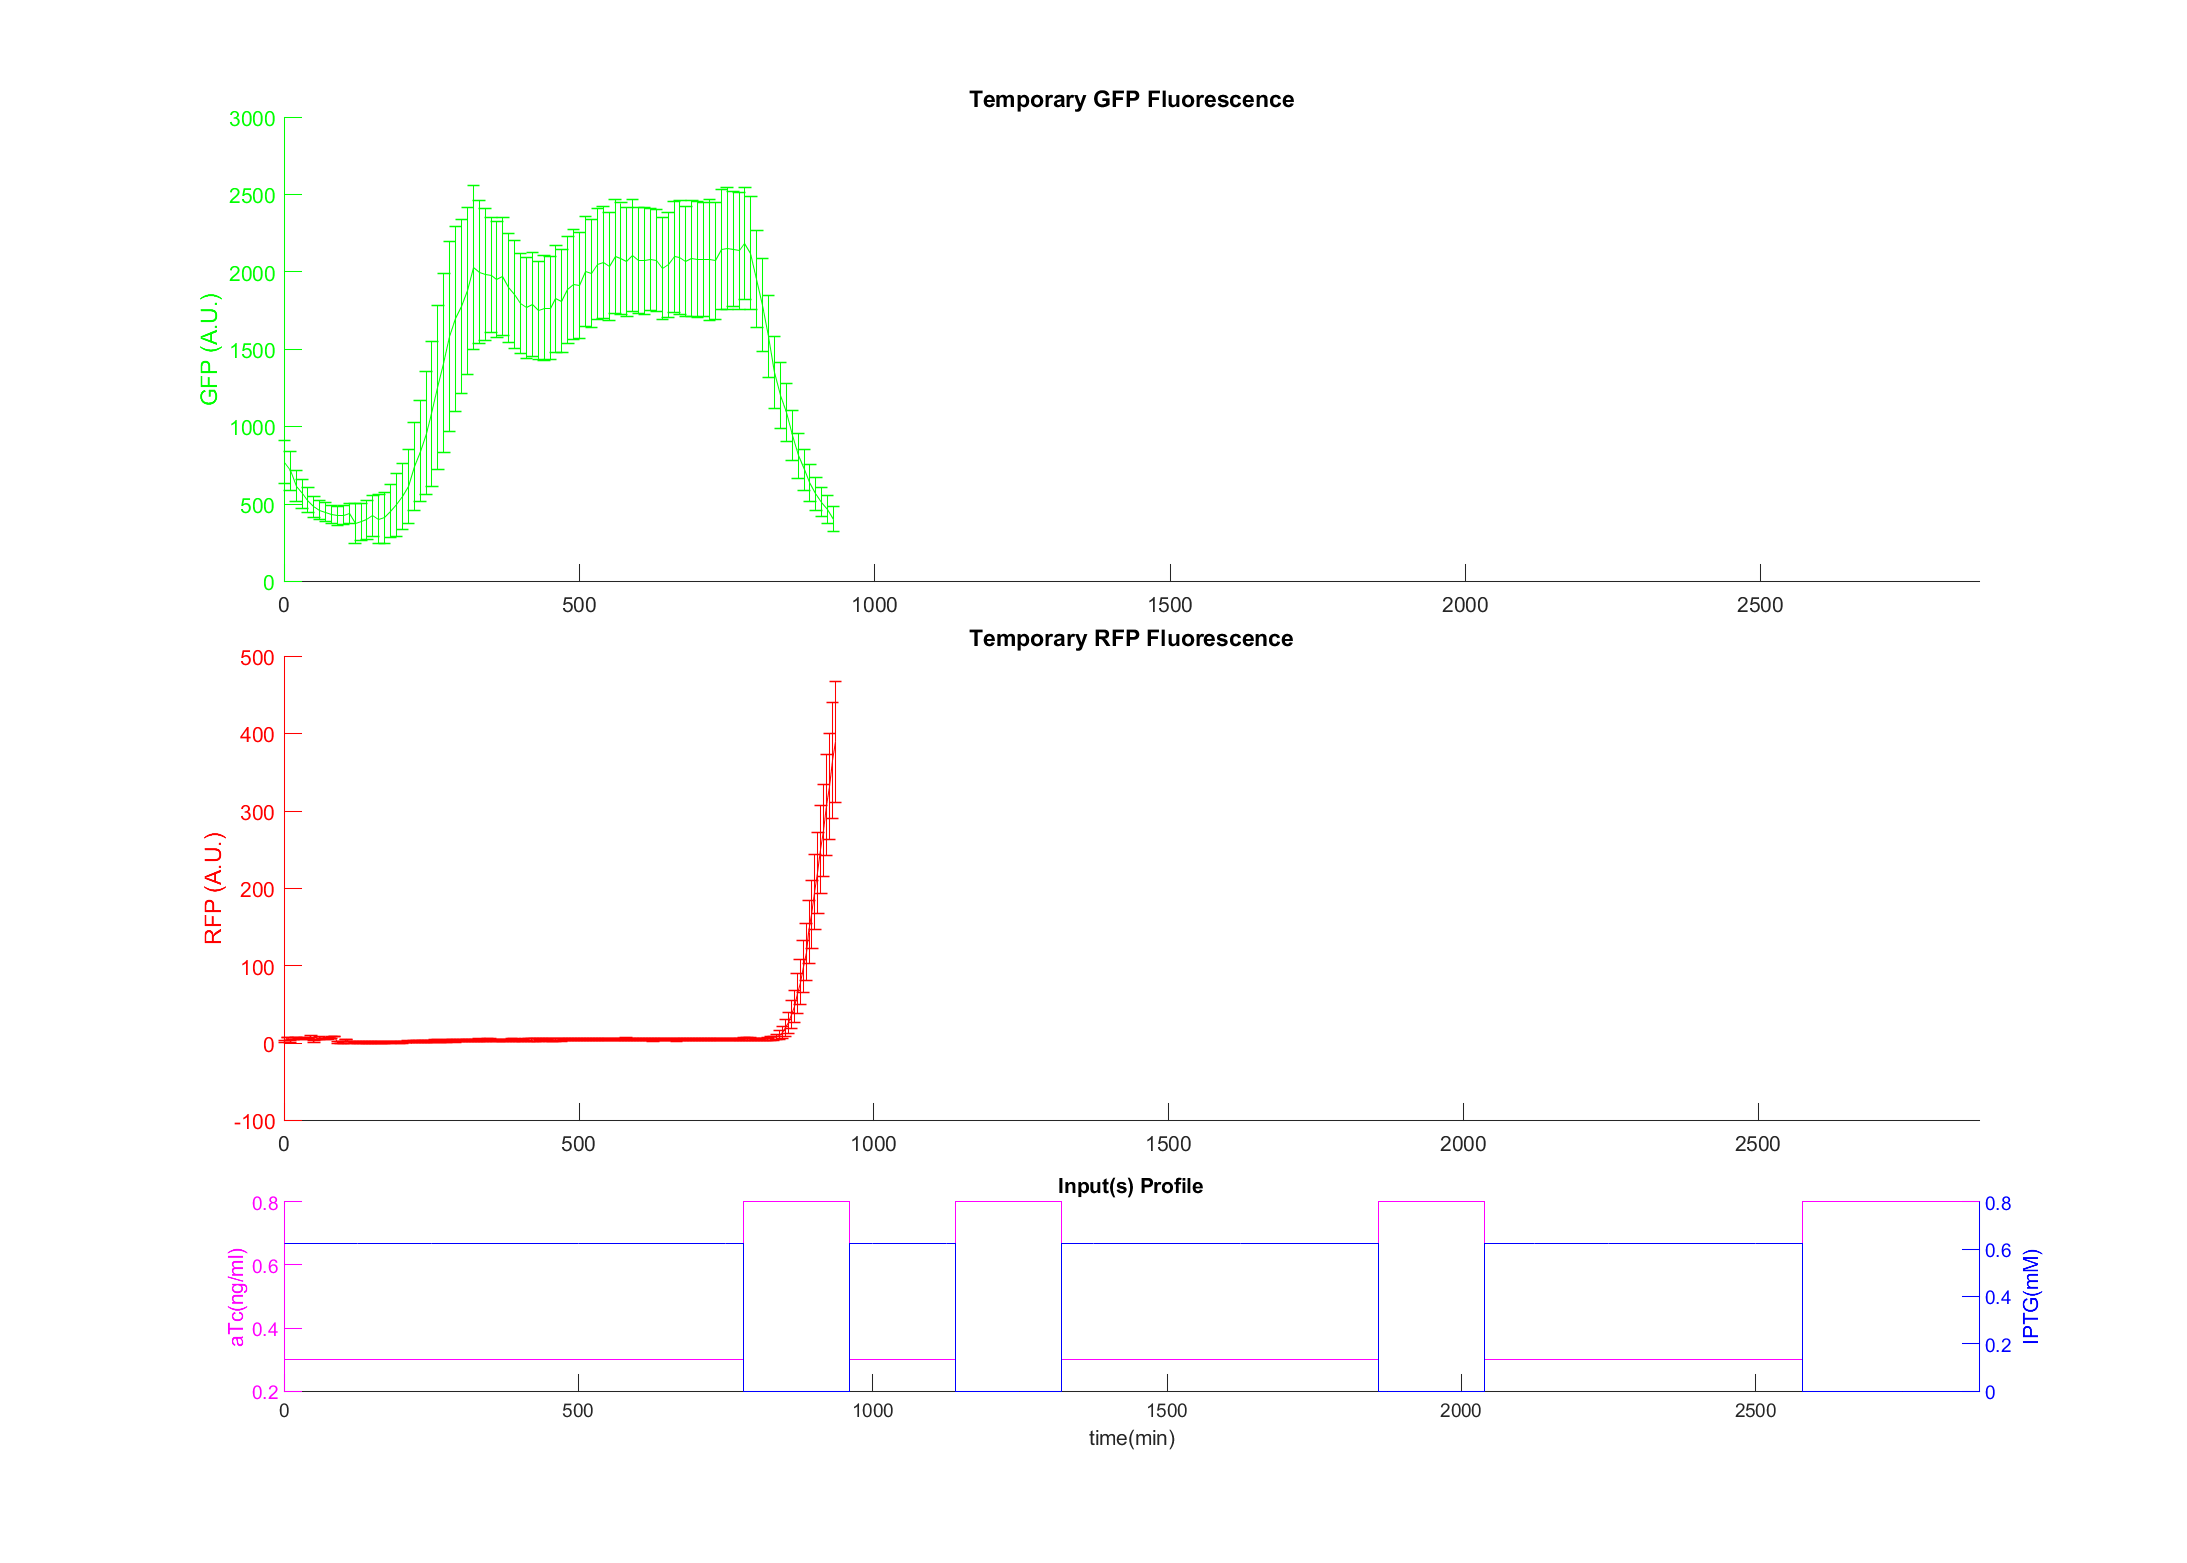 Temporary GFP Fluorescence
3000
2500
2000
1500
1000
500
0
GFP (A.U.)
0 500 1000 1500 2000 2500
Temporary RFP Fluorescence
500
400
300
200
100
0
-100
RFP (A.U.)
0 500 1000 1500 2000 2500
Input(s) Profile
0.8
0.6
0.4
0.2
aTc(ng/ml)
0.8
0.6
0.4
0.2
0
IPTG(mM)
0 500 1000 1500 2000 2500
time(min)